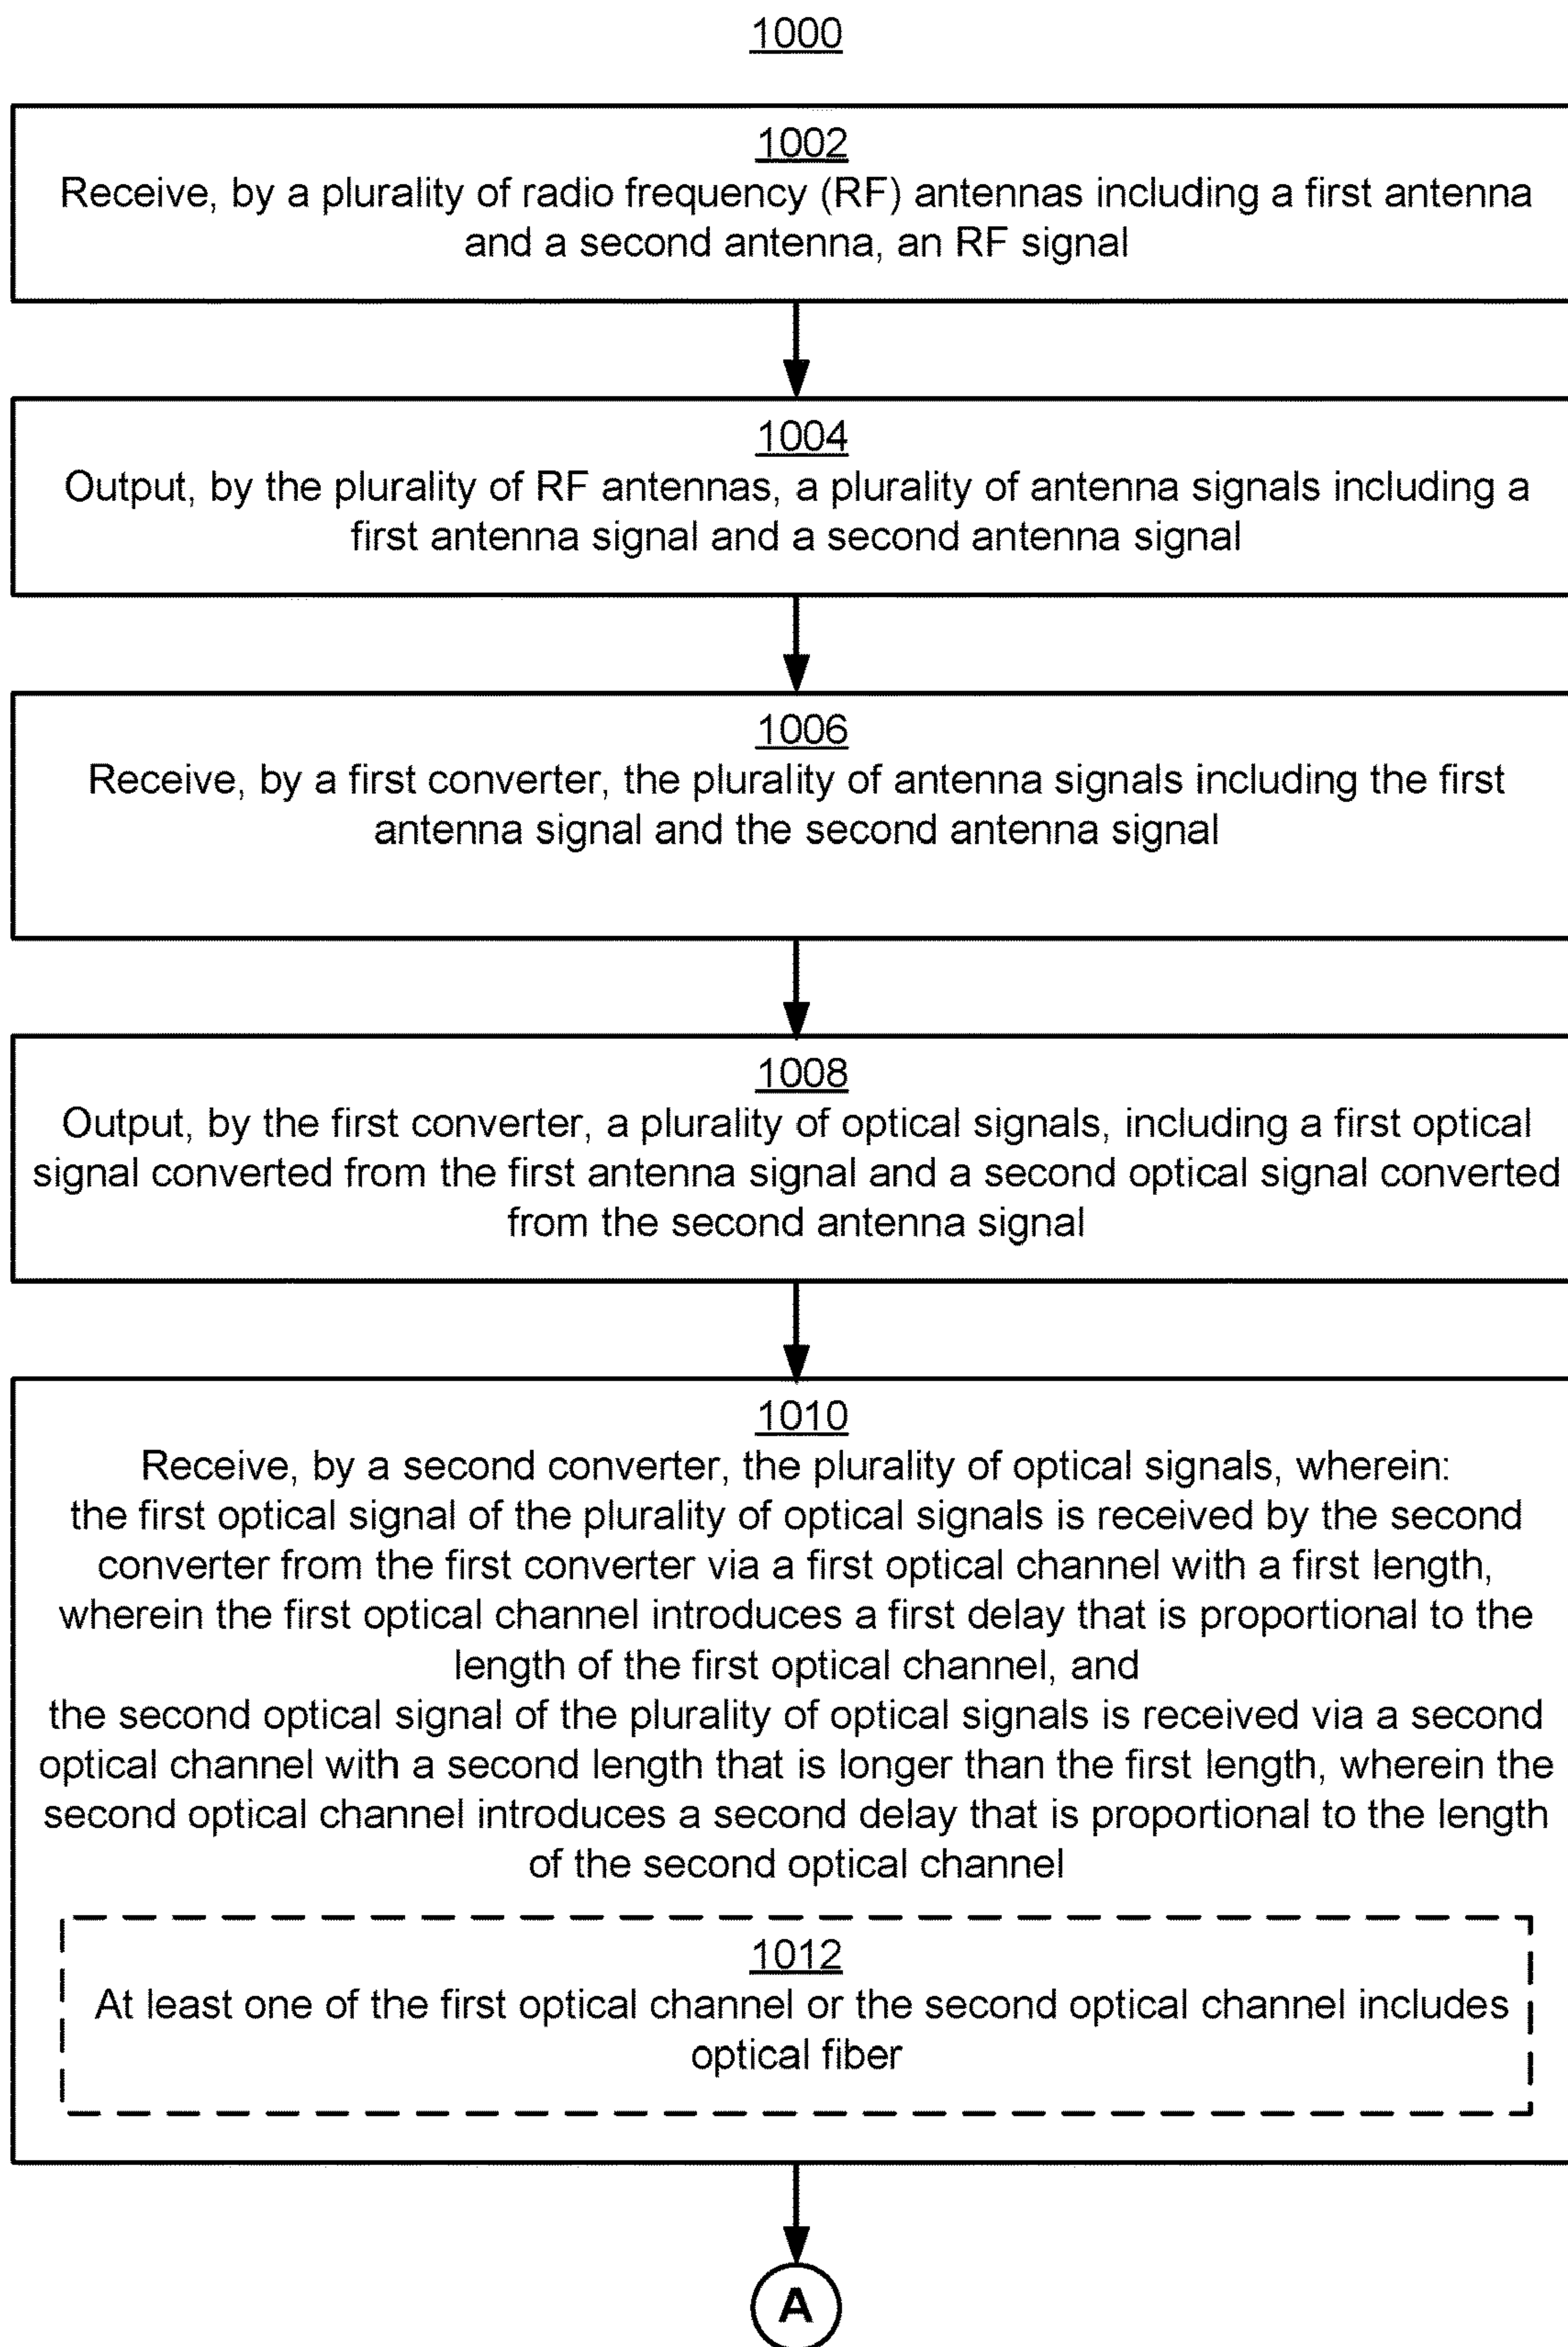 1000
1002
Receive, by a plurality of radio frequency (RF) antennas including a first antenna
and a second antenna, an RF signal
1004
Output, by the plurality of RF antennas, a plurality of antenna signals including a
first antenna signal and a second antenna signal
1006
Receive, by a first converter, the plurality of antenna signals including the first
antenna signal and the second antenna signal
1008
Output, by the first converter, a plurality of optical signals, including a first optical
signal converted from the first antenna signal and a second optical signal converted
from the second antenna signal
1010
Receive, by a second converter, the plurality of optical signals, wherein:
the first optical signal of the plurality of optical signals is received by the second
converter from the first converter via a first optical channel with a first length,
wherein the first optical channel introduces a first delay that is proportional to the
length of the first optical channel, and
the second optical signal of the plurality of optical signals is received via a second
optical channel with a second length that is longer than the first length, wherein the
second optical channel introduces a second delay that is proportional to the length
of the second optical channel
1012
At least one of the first optical channel or the second optical channel includes
optical fiber
A